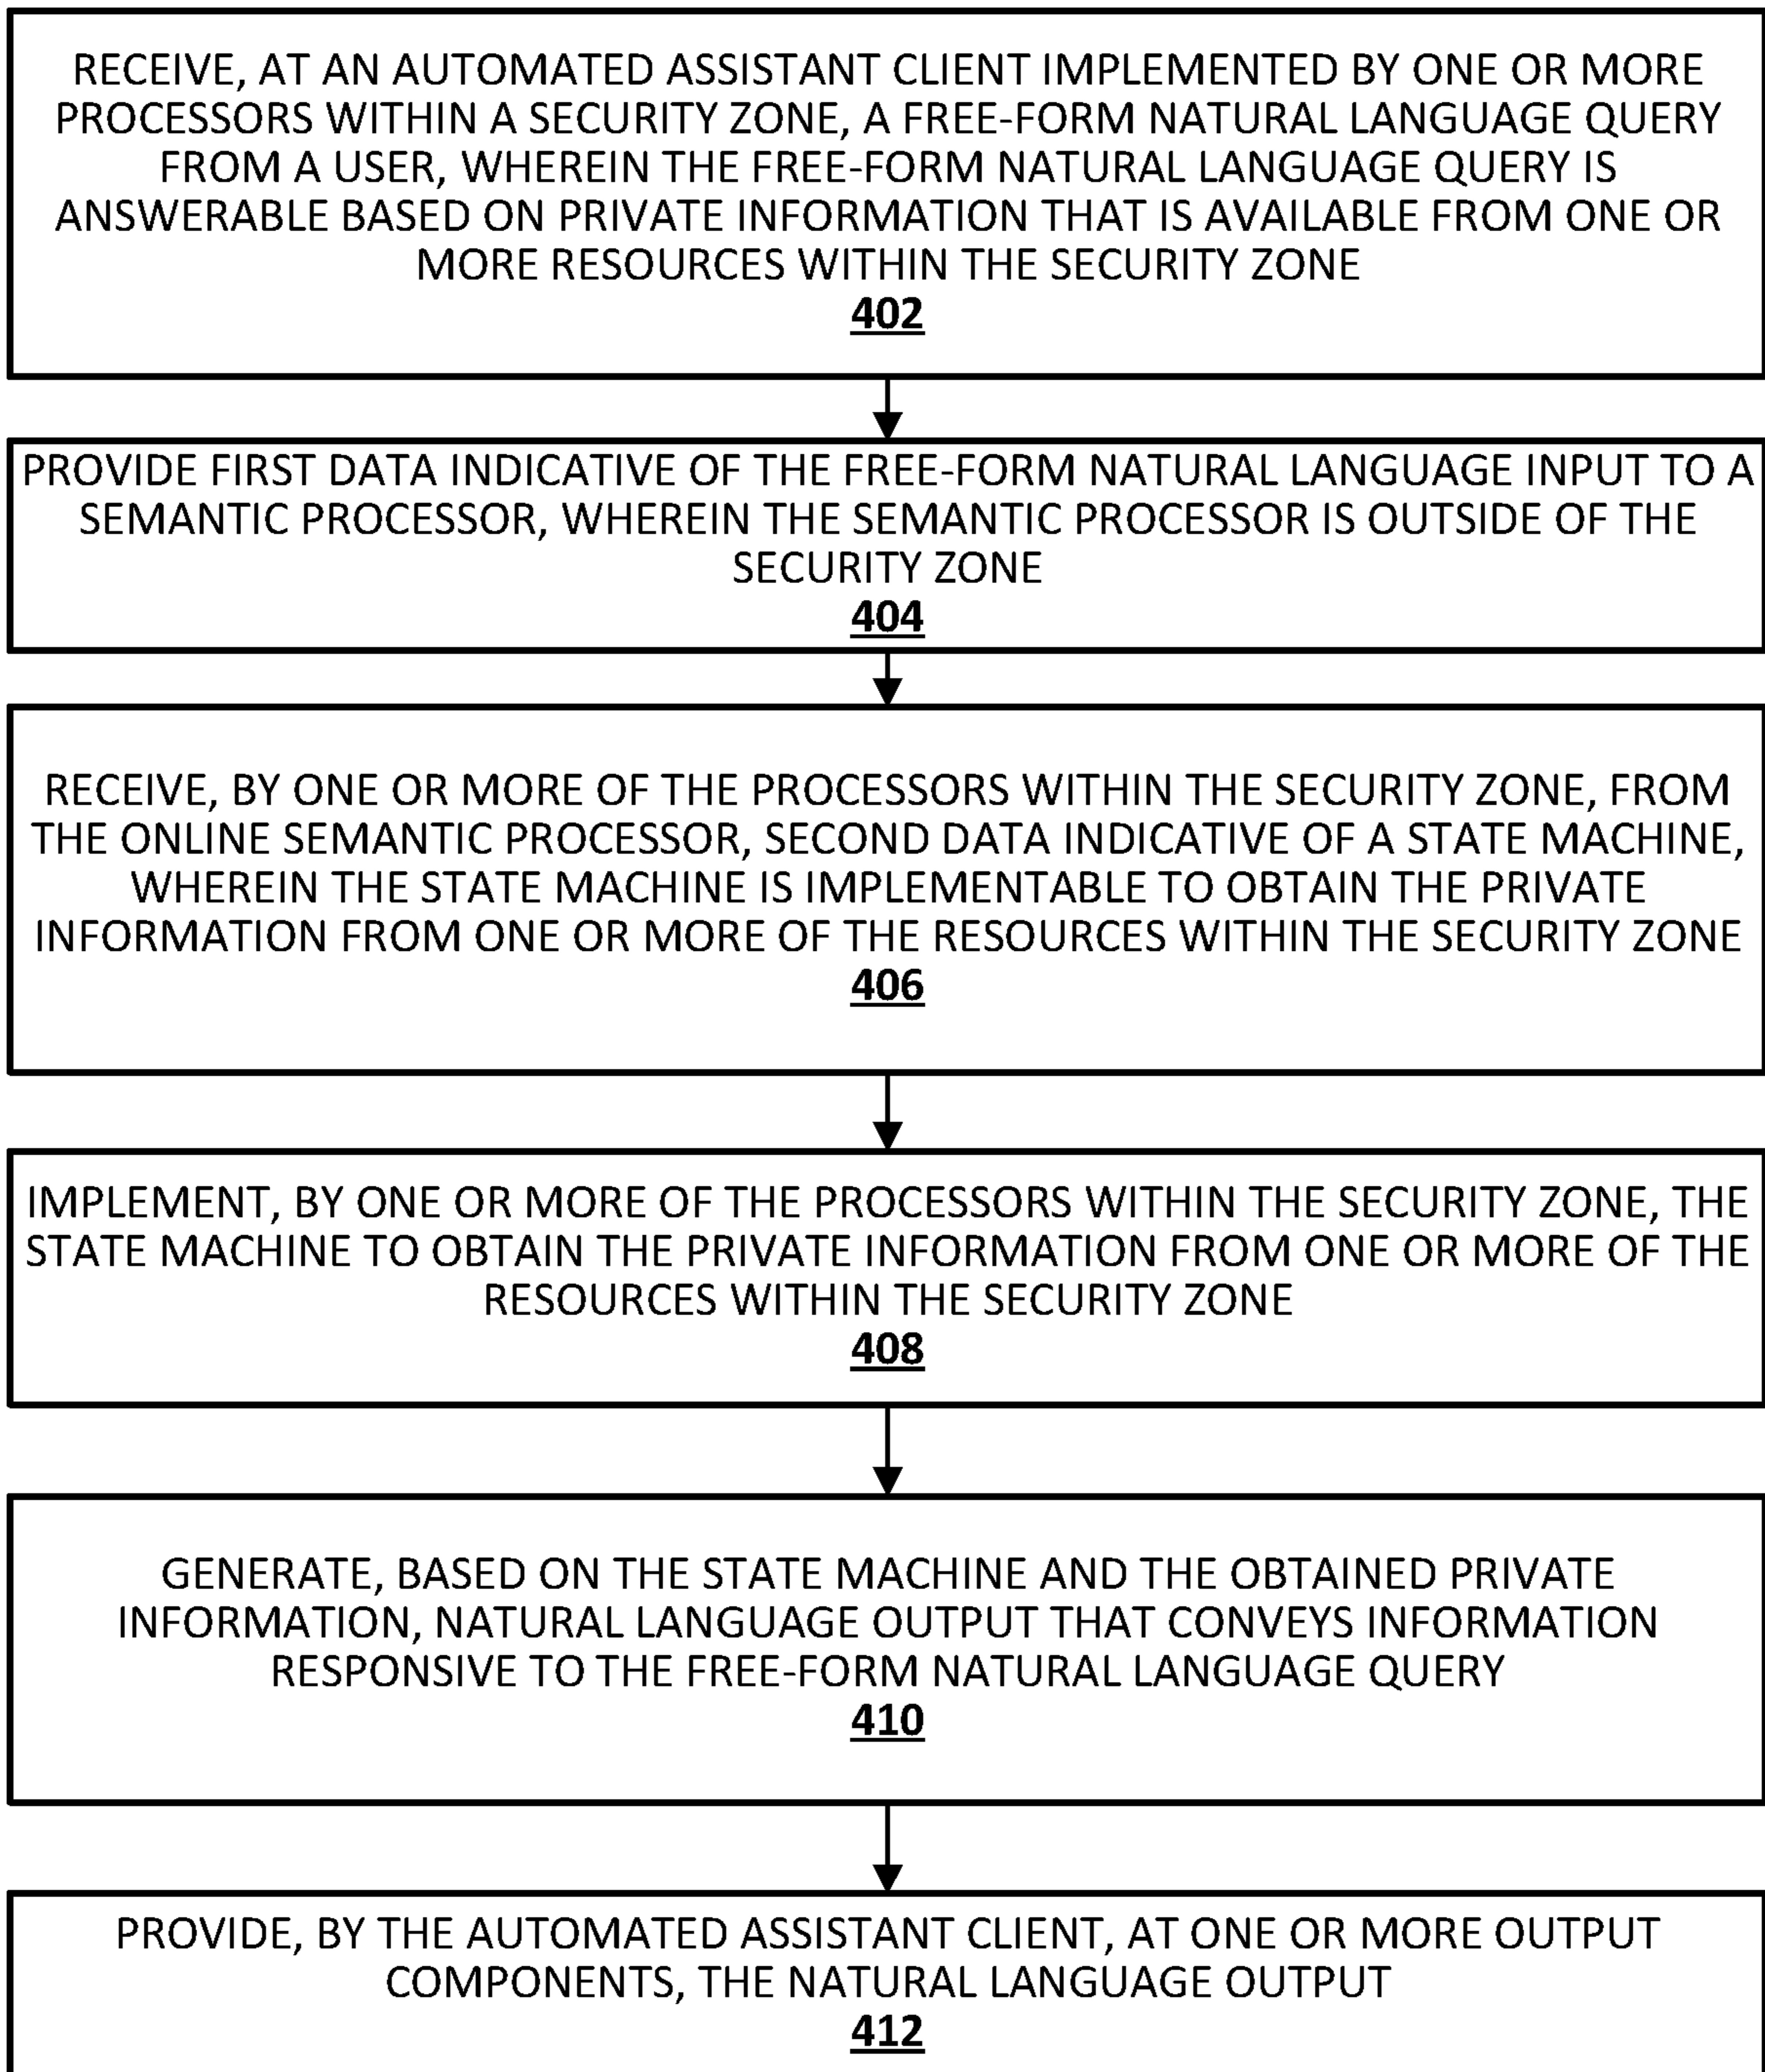 RECEIVE, AT AN AUTOMATED ASSISTANT CLIENT IMPLEMENTED BY ONE OR MORE
PROCESSORS WITHIN A SECURITY ZONE, A FREE-FORM NATURAL LANGUAGE QUERY
FROM A USER, WHEREIN THE FREE-FORM NATURAL LANGUAGE QUERY IS
ANSWERABLE BASED ON PRIVATE INFORMATION THAT IS AVAILABLE FROM ONE OR
MORE RESOURCES WITHIN THE SECURITY ZONE
402
PROVIDE FIRST DATA INDICATIVE OF THE FREE-FORM NATURAL LANGUAGE INPUT TO A
SEMANTIC PROCESSOR, WHEREIN THE SEMANTIC PROCESSOR IS OUTSIDE OF THE
SECURITY ZONE
404
RECEIVE, BY ONE OR MORE OF THE PROCESSORS WITHIN THE SECURITY ZONE, FROM
THE ONLINE SEMANTIC PROCESSOR, SECOND DATA INDICATIVE OF A STATE MACHINE,
WHEREIN THE STATE MACHINE IS IMPLEMENTABLE TO OBTAIN THE PRIVATE
INFORMATION FROM ONE OR MORE OF THE RESOURCES WITHIN THE SECURITY ZONE
406
IMPLEMENT, BY ONE OR MORE OF THE PROCESSORS WITHIN THE SECURITY ZONE, THE
STATE MACHINE TO OBTAIN THE PRIVATE INFORMATION FROM ONE OR MORE OF THE
RESOURCES WITHIN THE SECURITY ZONE
408
GENERATE, BASED ON THE STATE MACHINE AND THE OBTAINED PRIVATE
INFORMATION, NATURAL LANGUAGE OUTPUT THAT CONVEYS INFORMATION
RESPONSIVE TO THE FREE-FORM NATURAL LANGUAGE QUERY
410
PROVIDE, BY THE AUTOMATED ASSISTANT CLIENT, AT ONE OR MORE OUTPUT
COMPONENTS, THE NATURAL LANGUAGE OUTPUT
412